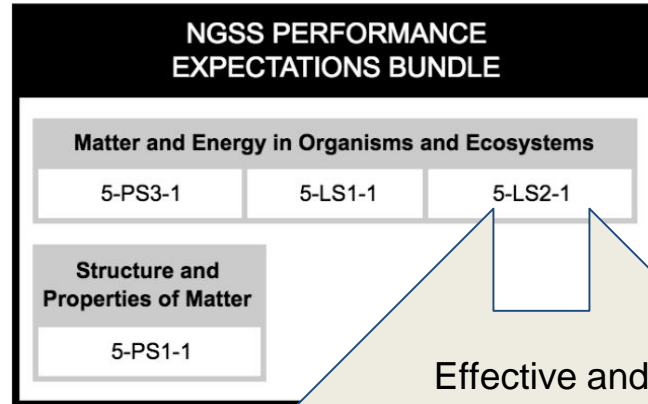 NGSS PERFORMANCE
EXPECTATIONS BUNDLE
Matter and Energy in Organisms and Ecosystems
5-PS3-1
5-LS1-1
5-LS2-1
Structure and
Properties of Matter
5-PS1-1
Effective and